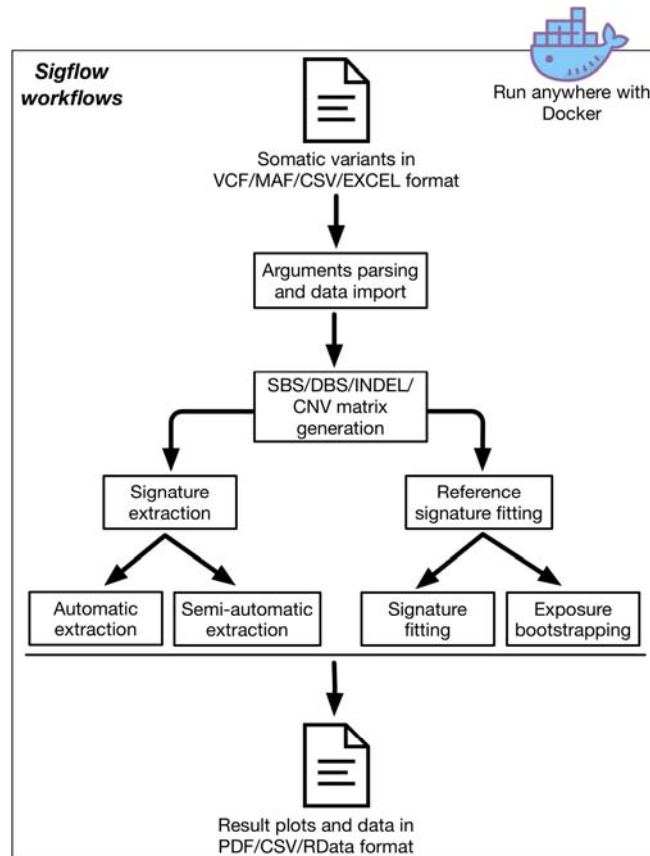 Sigflow
workflows
Run anywhere with
Docker
Somatic variants in
VCF/MAF/CSV/EXCEL format
Arguments parsing
and data import
SBS/DBS/INDEL/
CNV matrix
generation
Signature
extraction
Reference
signature fitting
Automatic
extraction
Semi-automatic
extraction
Signature
fitting
Exposure
bootstrapping
Result plots and data in
PDF/CSV/RData format